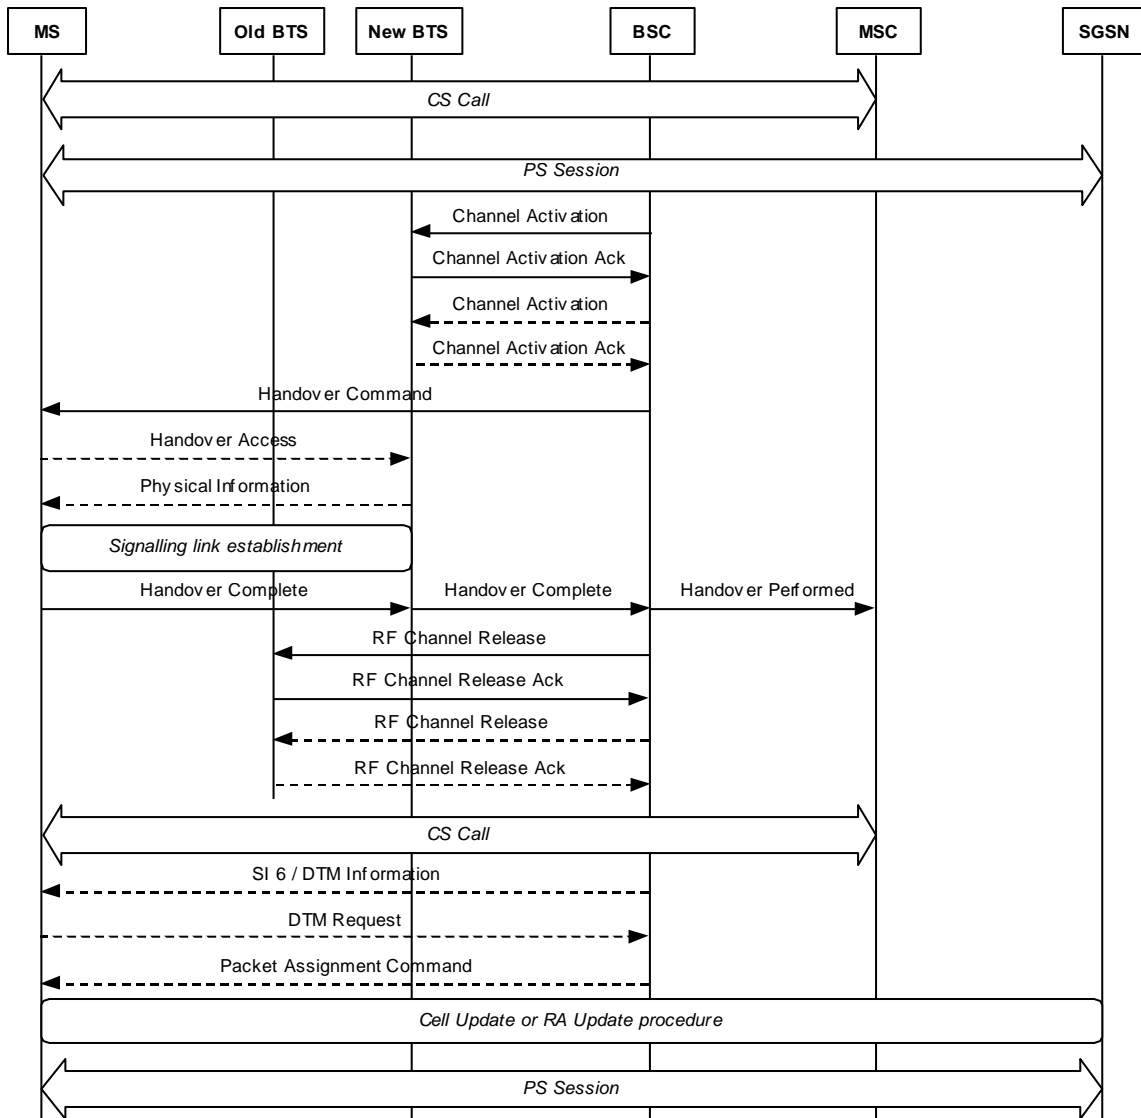 MS Old BTS New BTS BSC MSC SGSN
CS Call
PS Session
Channel Activation
Channel Activation Ack
Channel Activation
Channel Activation Ack
Handover Command
Handover Access
Physical Information
Signalling link establishment
Handover Complete Handover Complete Handover Performed
RF Channel Release
RF Channel Release Ack
RF Channel Release
RF Channel Release Ack
CS Call
SI 6 / DTM Information
DTM Request
Packet Assignment Command
Cell Update or RA Update procedure
PS Session